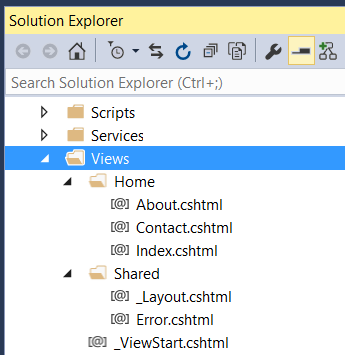 Solution Explorer
Search Solution Explorer (Ctrl+;)
Scripts
Services
Views
Home
[@] About.cshtml
[@] Contact.cshtml
[@] Index.cshtml
Shared
[@] _Layout.cshtml
[@] Error.cshtml
[@] _ViewStart.cshtml